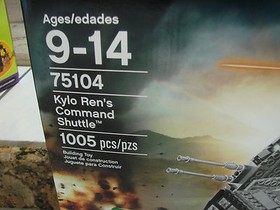 Ages/edades
9-14
75104
Kylo Ren's
Command
Shuttle™
1005 pcs/pzs
Building Toy
Jouet de construction
Juguete para Construir